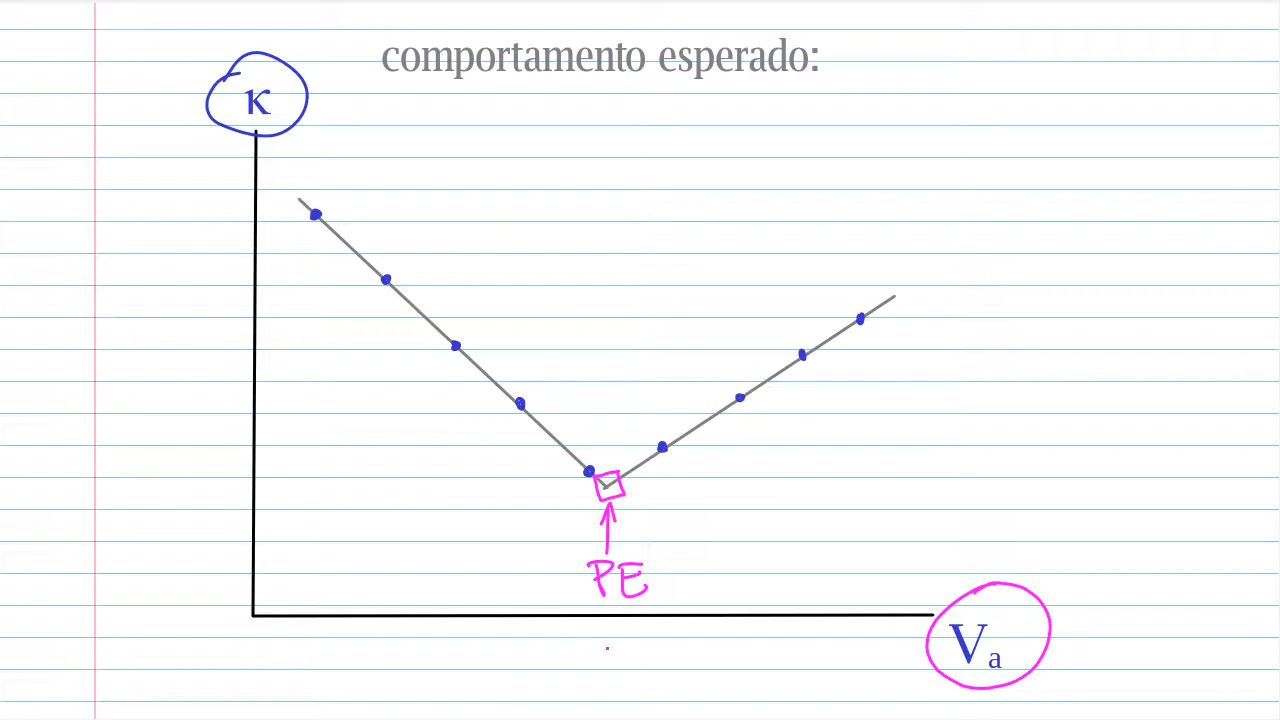 comportamento esperado:
κ
PE
Vₐ